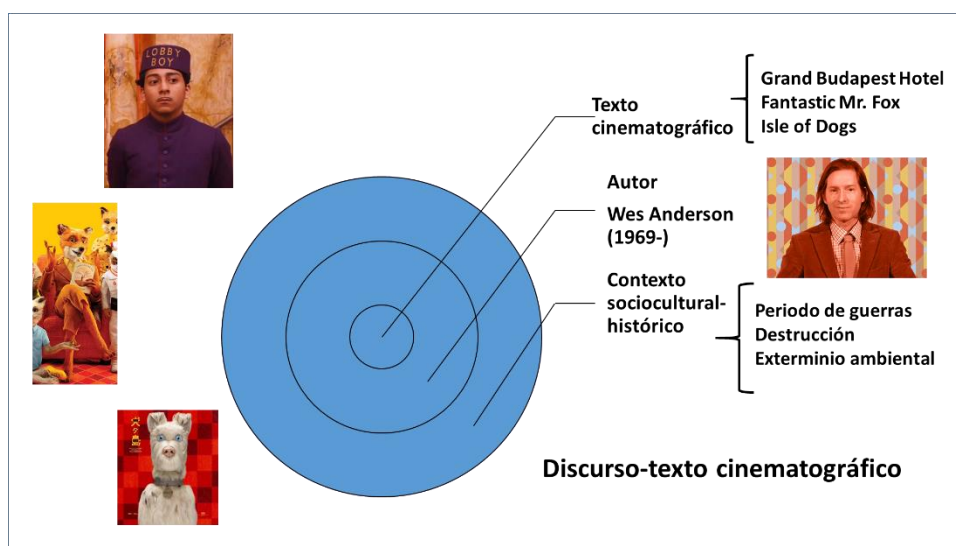 LOBBY
BOY
Texto
cinematográfico
Grand Budapest Hotel
Fantastic Mr. Fox
Isle of Dogs
Autor
Wes Anderson
(1969-)
Contexto
sociocultural-
histórico
Periodo de guerras
Destrucción
Exterminio ambiental
Discurso-texto cinematográfico